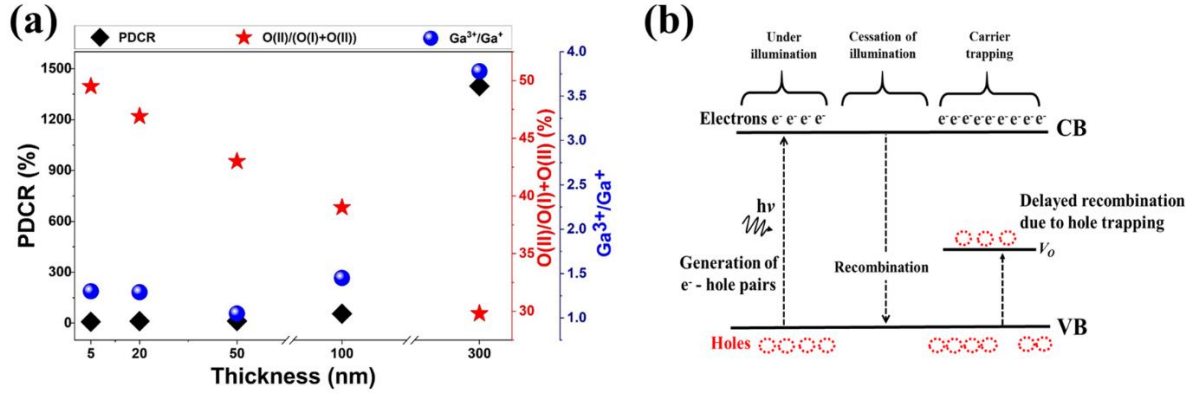 (a)
PDCR
O(II)/(O(I)+O(II))
Ga³⁺/Ga⁺
PDCR (%)
1500
1200
900
600
300
0
5
20
50
100
300
Thickness (nm)
50
45
40
35
30
O(II)/O(I)+O(II) (%)
4.0
3.5
3.0
2.5
2.0
1.5
1.0
Ga³⁺/Ga⁺
(b)
Under
illumination
Cessation of
illumination
Carrier
trapping
Electrons e⁻ e⁻ e⁻ e⁻
e⁻e⁻e⁻e⁻e⁻e⁻e⁻e⁻
CB
hν
Generation of
e⁻ - hole pairs
Recombination
Delayed recombination
due to hole trapping
V_O
VB
Holes